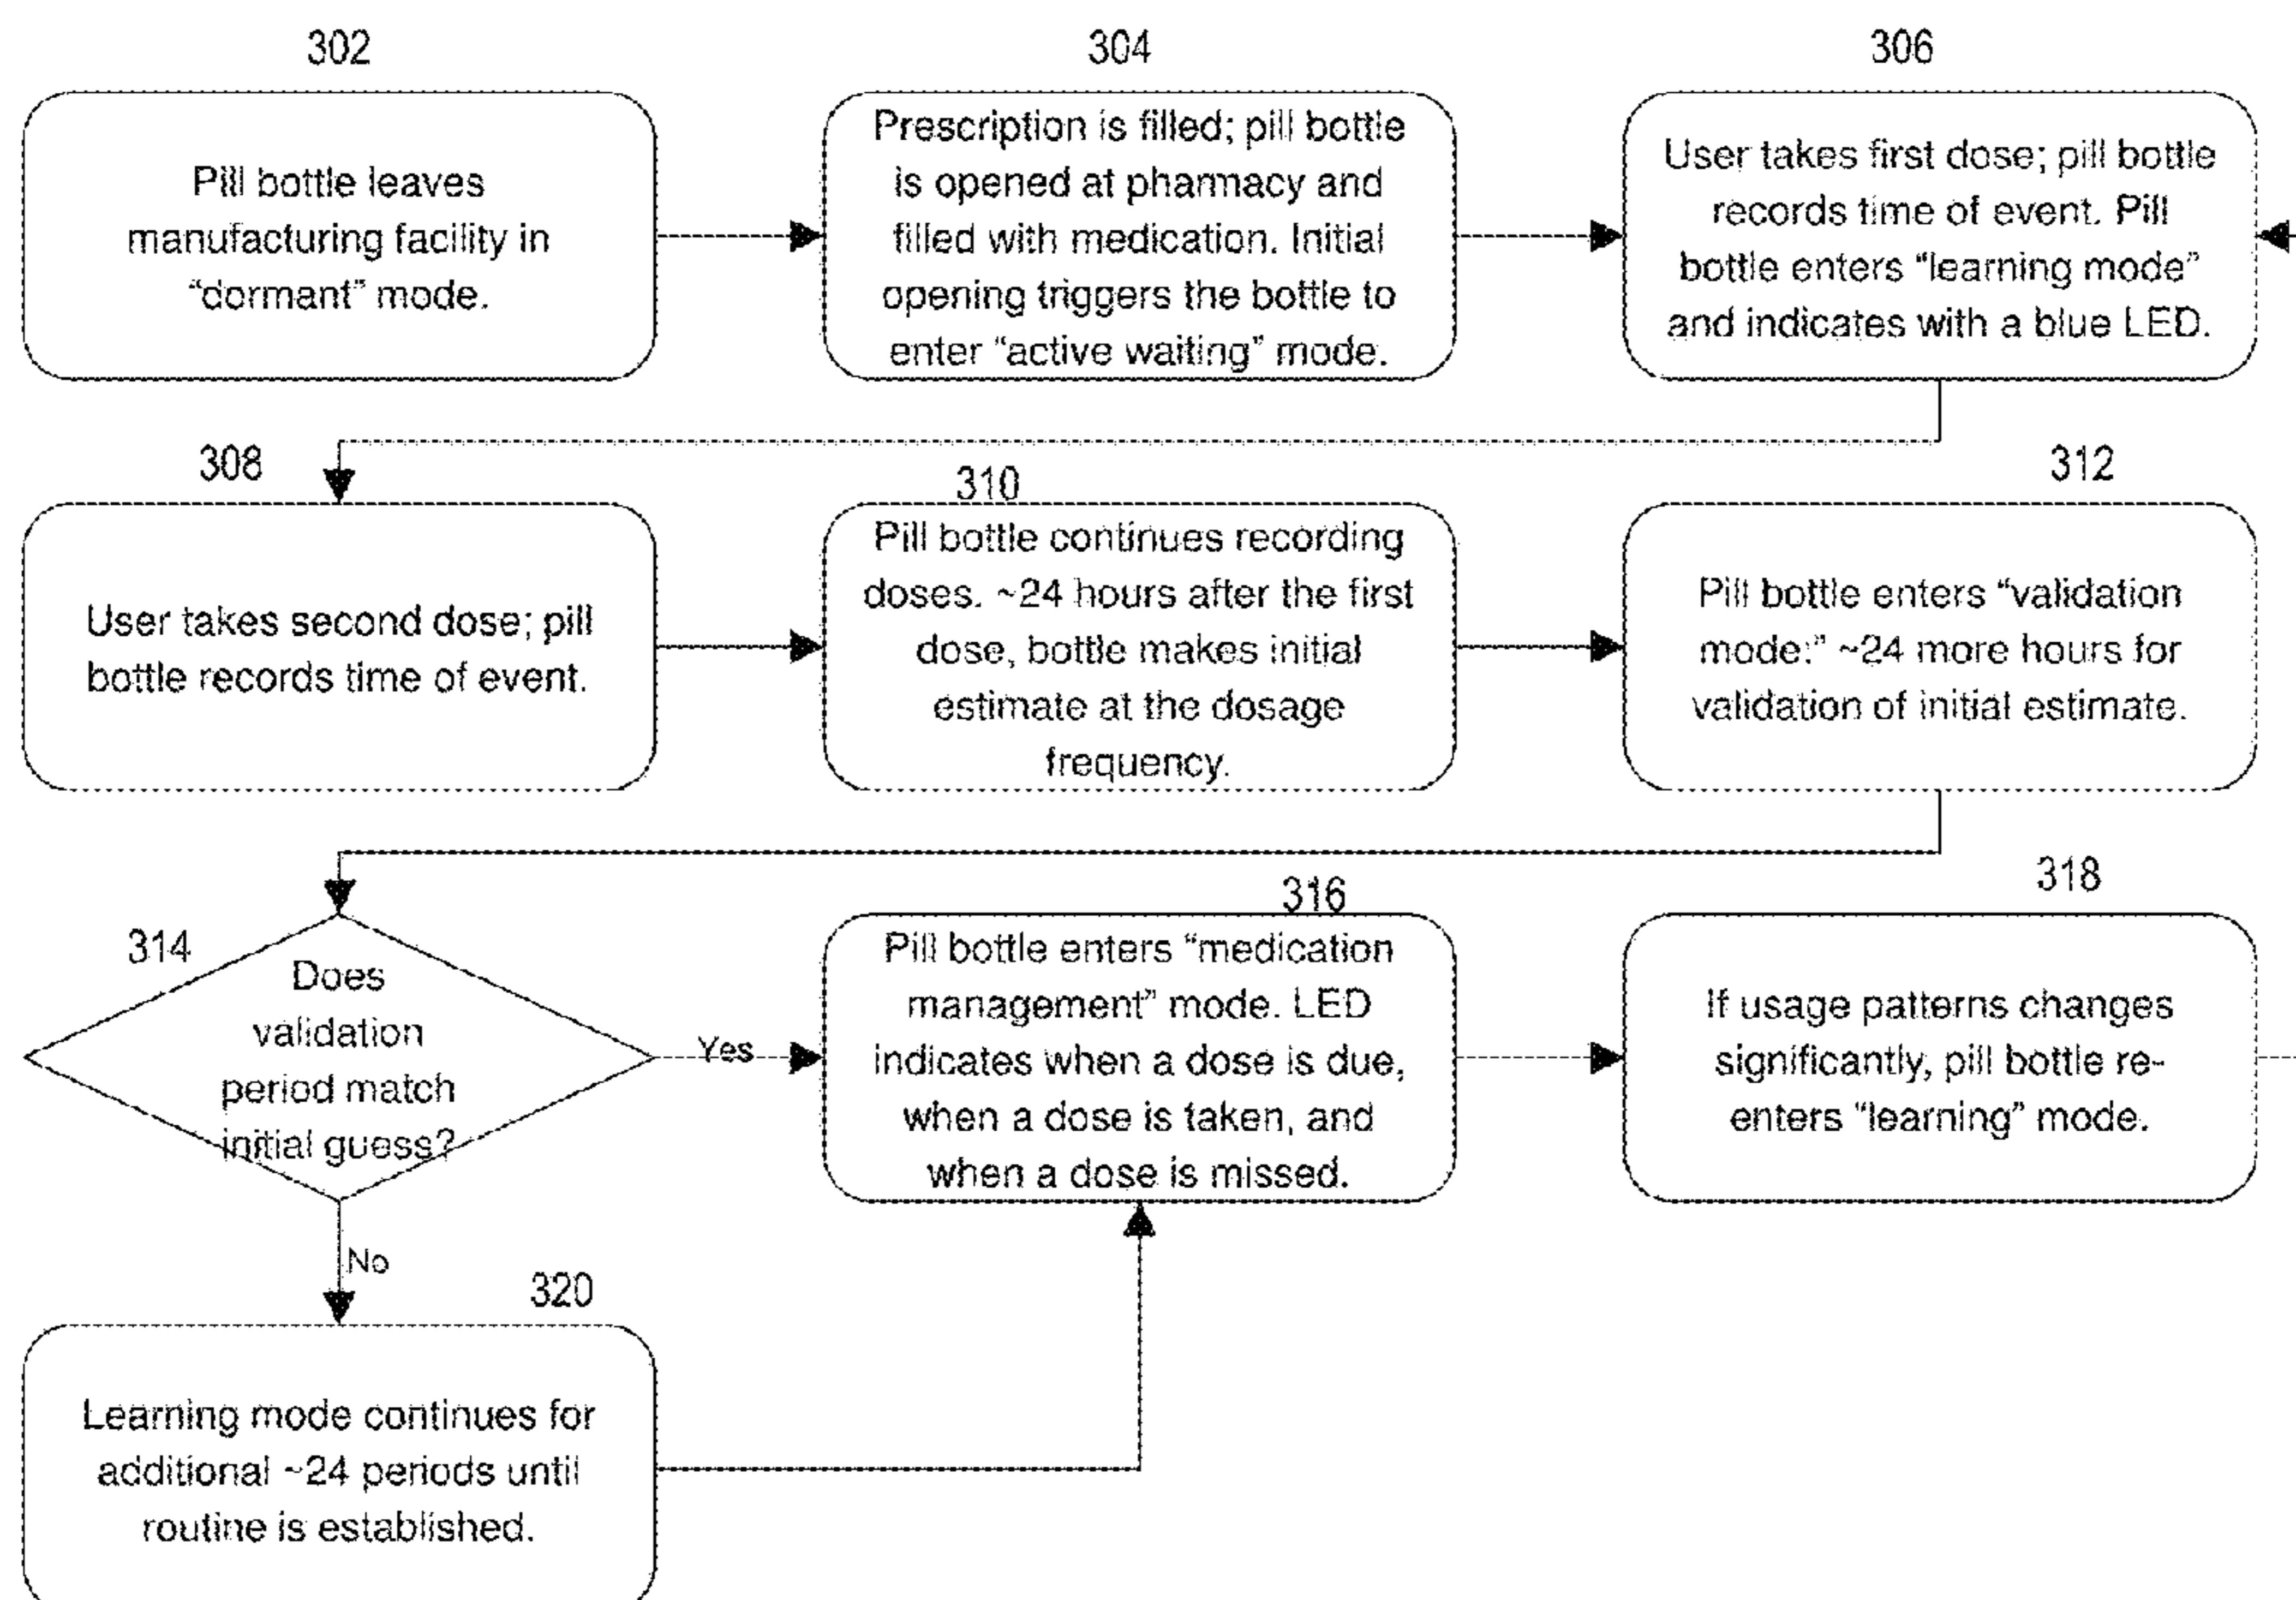 302
Pill bottle leaves
manufacturing facility in
“dormant” mode.
304
Prescription is filled; pill bottle
is opened at pharmacy and
filled with medication. Initial
opening triggers the bottle to
enter “active waiting” mode.
306
User takes first dose; pill bottle
records time of event. Pill
bottle enters “learning mode”
and indicates with a blue LED.
308
User takes second dose; pill
bottle records time of event.
310
Pill bottle continues recording
doses. ~24 hours after the first
dose, bottle makes initial
estimate at the dosage
frequency.
312
Pill bottle enters “validation
mode:” ~24 more hours for
validation of initial estimate.
314
Does
validation
period match
initial guess?
Yes
316
Pill bottle enters “medication
management” mode. LED
indicates when a dose is due,
when a dose is taken, and
when a dose is missed.
318
If usage patterns changes
significantly, pill bottle re-
enters “learning” mode.
No
320
Learning mode continues for
additional ~24 periods until
routine is established.